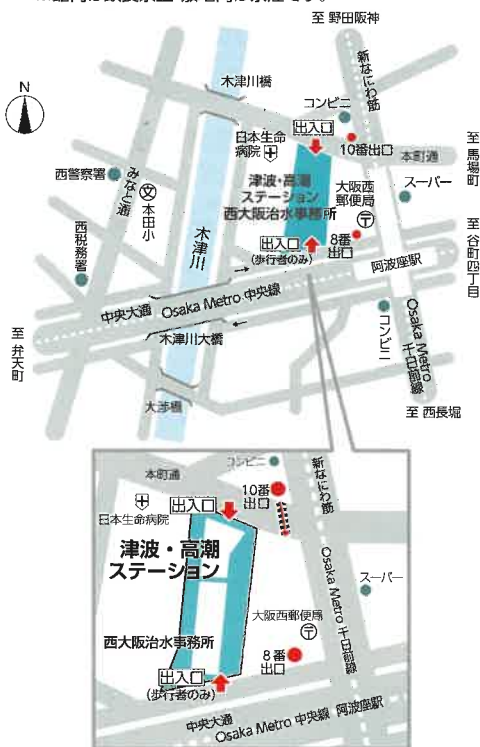 至 野田阪神
新なにわ筋
木津川橋
コンビニ
N
出入口
日本生命
病院
10番出口
本町通
至 馬場町
西警察署
みなと通
文
本田小
津波・高潮
ステーション
西大阪治水事務所
大阪西
郵便局
〒
スーパー
西税務署
木津川
出入口
(歩行者のみ)
8番
出口
阿波座駅
至 谷町四丁目
中央大通 Osaka Metro 中央線
コンビニ
Osaka Metro 千日前線
至 弁天町
木津川大橋
大渉橋
至 西長堀
コンビニ
新なにわ筋
本町通
10番
出口
出入口
日本生命病院
津波・高潮
ステーション
Osaka Metro 千日前線
スーパー
大阪西郵便局
〒
西大阪治水事務所
8番
出口
出入口
(歩行者のみ)
中央大通
Osaka Metro 中央線 阿波座駅